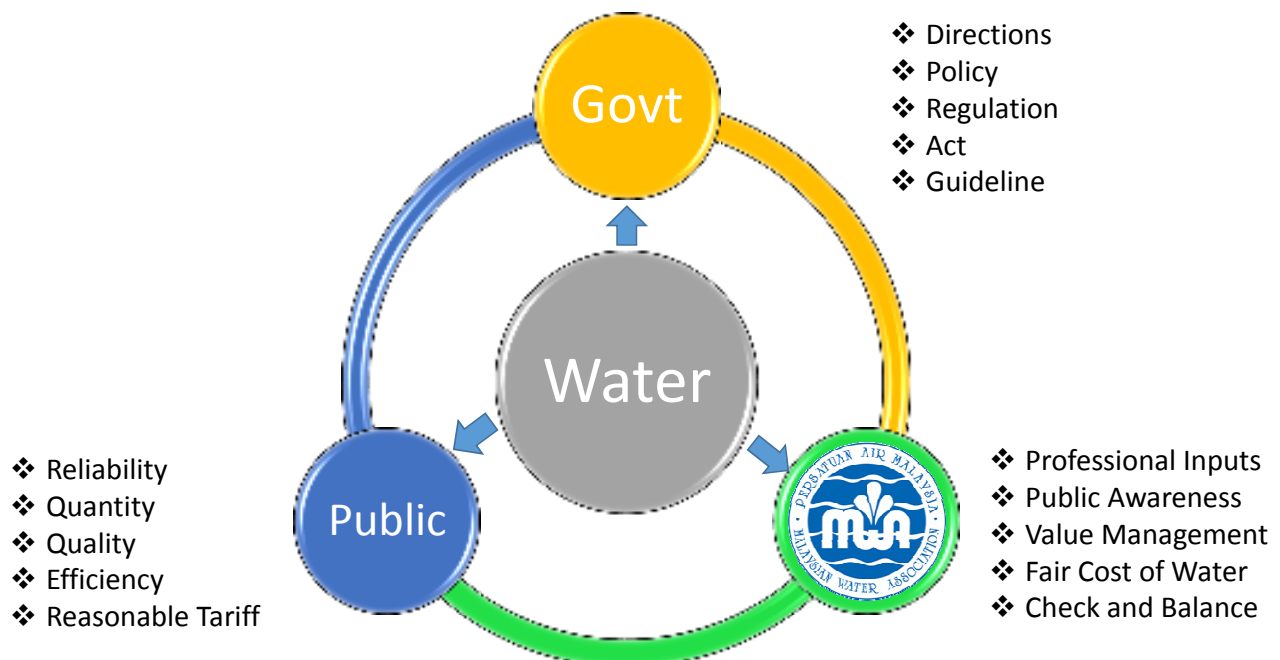 Govt
❖ Directions
❖ Policy
❖ Regulation
❖ Act
❖ Guideline
Water
Public
❖ Reliability
❖ Quantity
❖ Quality
❖ Efficiency
❖ Reasonable Tariff
· PERSATUAN AIR MALAYSIA ·
MWA
MALAYSIAN WATER ASSOCIATION
❖ Professional Inputs
❖ Public Awareness
❖ Value Management
❖ Fair Cost of Water
❖ Check and Balance